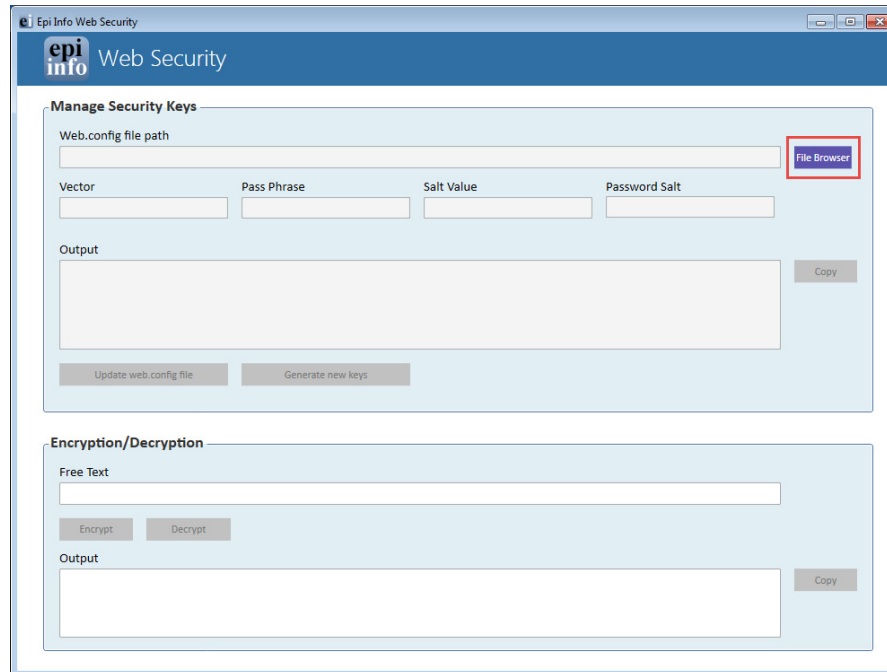 ei Epi Info Web Security
epi
info Web Security
Manage Security Keys
Web.config file path
File Browser
Vector Pass Phrase Salt Value Password Salt
Output
Copy
Update web.config file Generate new keys
Encryption/Decryption
Free Text
Encrypt Decrypt
Output
Copy